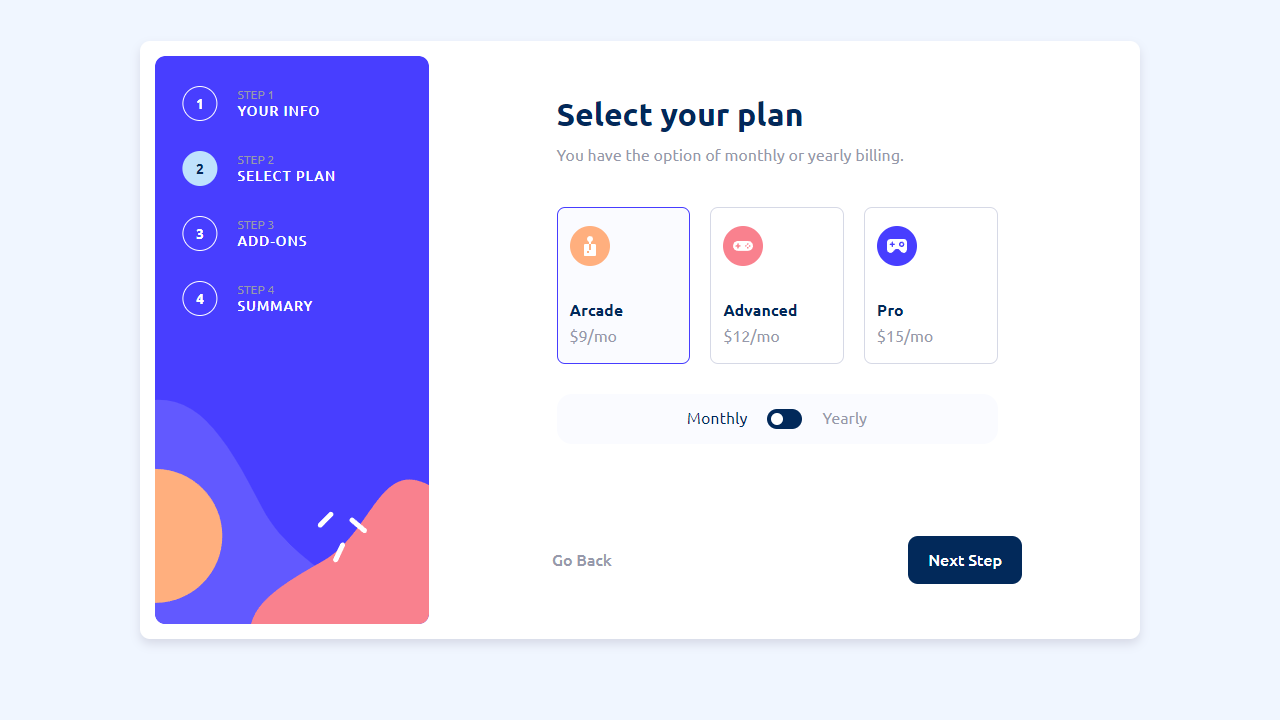 1
STEP 1
YOUR INFO
2
STEP 2
SELECT PLAN
3
STEP 3
ADD-ONS
4
STEP 4
SUMMARY
Select your plan
You have the option of monthly or yearly billing.
Arcade
$9/mo
Advanced
$12/mo
Pro
$15/mo
Monthly
Yearly
Go Back
Next Step